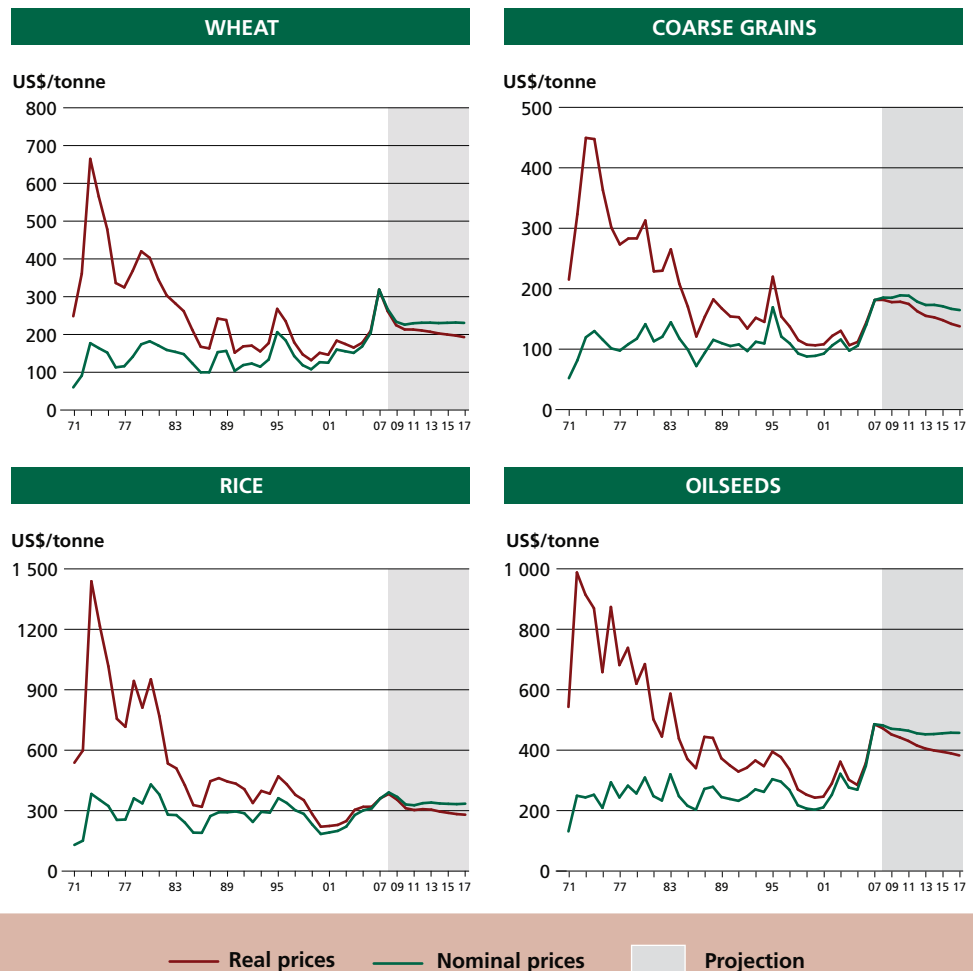 WHEAT
US$/tonne
800
700
600
500
400
300
200
100
0
71 77 83 89 95 01 07 09 11 13 15 17
COARSE GRAINS
US$/tonne
500
400
300
200
100
0
71 77 83 89 95 01 07 09 11 13 15 17
RICE
US$/tonne
1 500
1200
900
600
300
0
71 77 83 89 95 01 07 09 11 13 15 17
OILSEEDS
US$/tonne
1 000
800
600
400
200
0
71 77 83 89 95 01 07 09 11 13 15 17
Real prices Nominal prices Projection